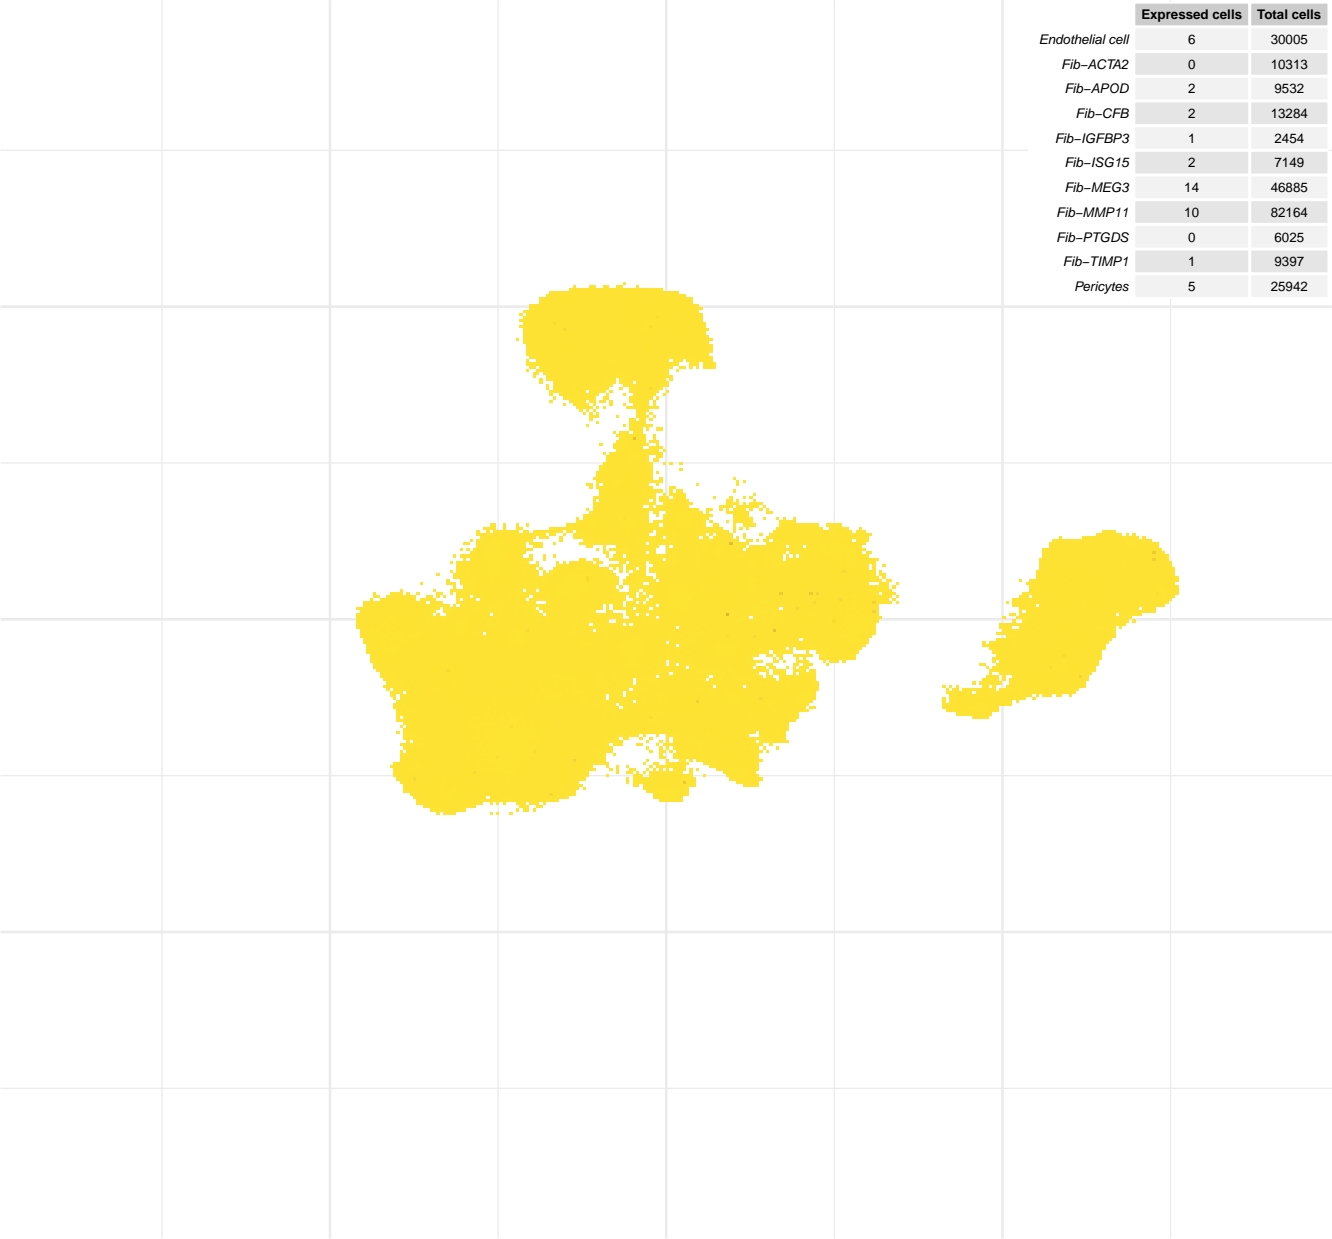 Expressed cells Total cells
Endothelial cell 6 30005
Fib−ACTA2 0 10313
Fib−APOD 2 9532
Fib−CFB 2 13284
Fib−IGFBP3 1 2454
Fib−ISG15 2 7149
Fib−MEG3 14 46885
Fib−MMP11 10 82164
Fib−PTGDS 0 6025
Fib−TIMP1 1 9397
Pericytes 5 25942